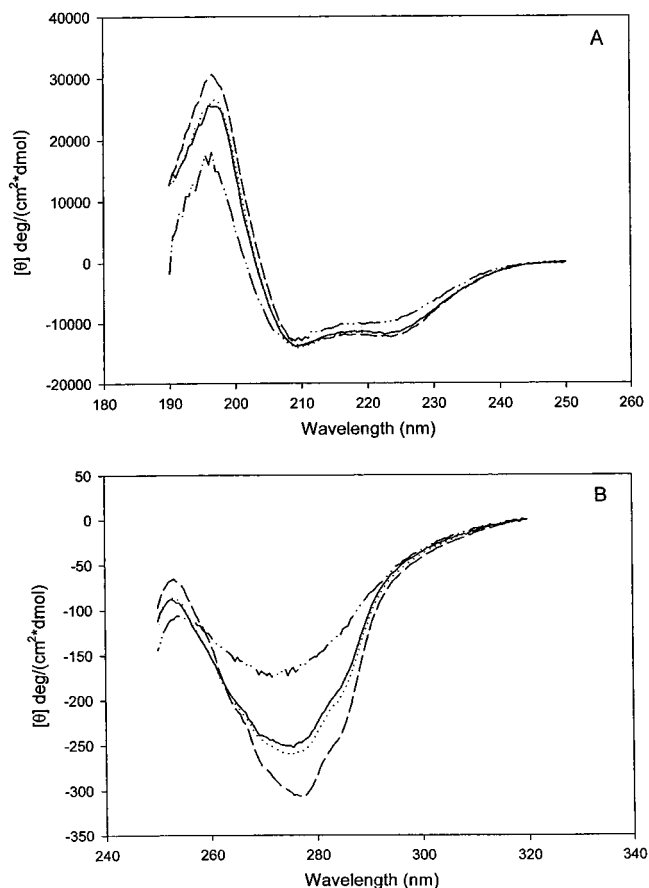 A
40000
30000
20000
10000
0
-10000
-20000
[θ] deg/(cm²*dmol)
180 190 200 210 220 230 240 250 260
Wavelength (nm)
B
50
0
-50
-100
-150
-200
-250
-300
-350
[θ] deg/(cm²*dmol)
240 260 280 300 320 340
Wavelength (nm)